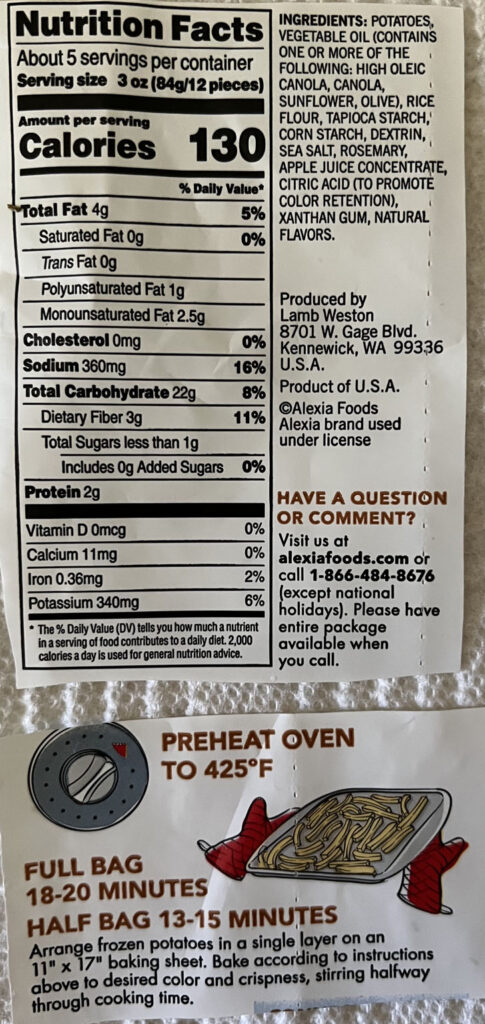 Nutrition Facts
About 5 servings per container
Serving size 3 oz (84g/12 pieces)
Amount per serving
Calories 130
% Daily Value*
Total Fat 4g 5%
Saturated Fat 0g 0%
Trans Fat 0g
Polyunsaturated Fat 1g
Monounsaturated Fat 2.5g
Cholesterol 0mg 0%
Sodium 360mg 16%
Total Carbohydrate 22g 8%
Dietary Fiber 3g 11%
Total Sugars less than 1g
Includes 0g Added Sugars 0%
Protein 2g
Vitamin D 0mcg 0%
Calcium 11mg 0%
Iron 0.36mg 2%
Potassium 340mg 6%
* The % Daily Value (DV) tells you how much a nutrient
in a serving of food contributes to a daily diet. 2,000
calories a day is used for general nutrition advice.
INGREDIENTS: POTATOES,
VEGETABLE OIL (CONTAINS
ONE OR MORE OF THE
FOLLOWING: HIGH OLEIC
CANOLA, CANOLA,
SUNFLOWER, OLIVE), RICE
FLOUR, TAPIOCA STARCH,
CORN STARCH, DEXTRIN,
SEA SALT, ROSEMARY,
APPLE JUICE CONCENTRATE,
CITRIC ACID (TO PROMOTE
COLOR RETENTION),
XANTHAN GUM, NATURAL
FLAVORS.
Produced by
Lamb Weston
8701 W. Gage Blvd.
Kennewick, WA 99336
U.S.A.
Product of U.S.A.
©Alexia Foods
Alexia brand used
under license
HAVE A QUESTION
OR COMMENT?
Visit us at
alexiafoods.com or
call 1-866-484-8676
(except national
holidays). Please have
entire package
available when
you call.
PREHEAT OVEN
TO 425°F
FULL BAG
18-20 MINUTES
HALF BAG 13-15 MINUTES
Arrange frozen potatoes in a single layer on an
11" x 17" baking sheet. Bake according to instructions
above to desired color and crispness, stirring halfway
through cooking time.